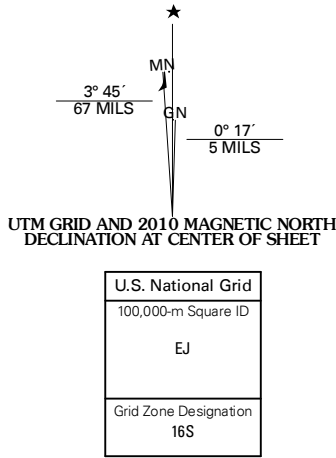 ★
MN
3° 45´
67 MILS
GN
0° 17´
5 MILS
UTM GRID AND 2010 MAGNETIC NORTH
DECLINATION AT CENTER OF SHEET
U.S. National Grid
100,000-m Square ID
EJ
Grid Zone Designation
16S